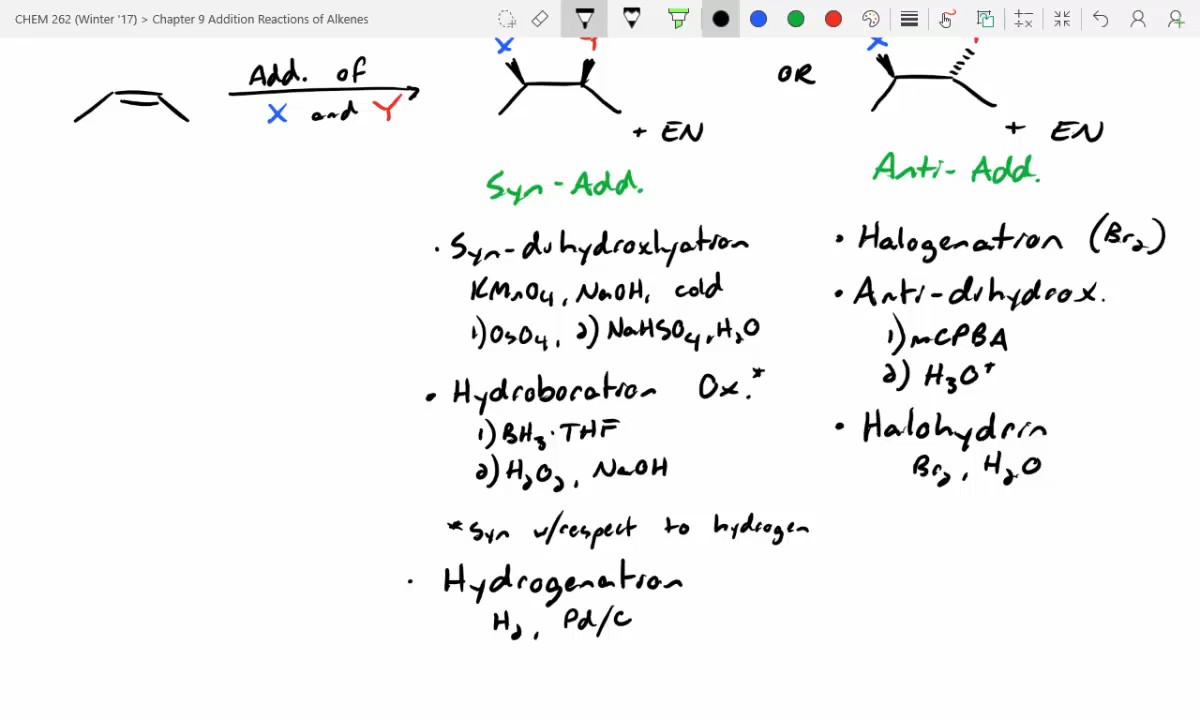 CHEM 262 (Winter '17) > Chapter 9 Addition Reactions of Alkenes
Add. of
X and Y
X Y
+ EN
OR
X
+ EN
Syn-Add.
· Syn-dihydroxlyation
KMnO4, NaOH, cold
1) OsO4, 2) NaHSO4, H2O
· Hydroboration Ox.*
1) BH3·THF
2) H2O2, NaOH
*Syn w/respect to hydrogen
· Hydrogenation
H2, Pd/C
Anti-Add.
· Halogenation (Br2)
· Anti-dihydrox.
1) mCPBA
2) H3O+
· Halohydrin
Br2, H2O